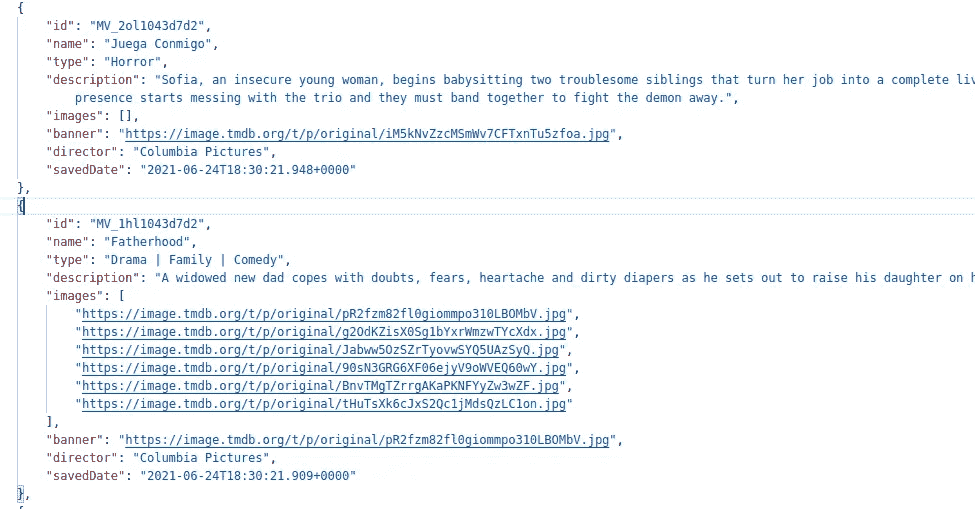 {
"id": "MV_2ol1043d7d2",
"name": "Juega Conmigo",
"type": "Horror",
"description": "Sofia, an insecure young woman, begins babysitting two troublesome siblings that turn her job into a complete
presence starts messing with the trio and they must band together to fight the demon away.",
"images": [],
"banner": "https://image.tmdb.org/t/p/original/iM5kNvZzcMSmWv7CFTxnTu5zfoa.jpg",
"director": "Columbia Pictures",
"savedDate": "2021-06-24T18:30:21.948+0000"
},
{
"id": "MV_1hl1043d7d2",
"name": "Fatherhood",
"type": "Drama | Family | Comedy",
"description": "A widowed new dad copes with doubts, fears, heartache and dirty diapers as he sets out to raise his daughter on
"images": [
"https://image.tmdb.org/t/p/original/pR2fzm82fl0giommpo310LBOMbV.jpg",
"https://image.tmdb.org/t/p/original/g2OdKZisX0Sg1bYxrWmzwTYcXdx.jpg",
"https://image.tmdb.org/t/p/original/Jabww5OzSZrTyovwSYQ5UAzSyQ.jpg",
"https://image.tmdb.org/t/p/original/90sN3GRG6XF06ejyV9oWVEQ60wY.jpg",
"https://image.tmdb.org/t/p/original/BnvTMgTZrrgAKaPKNFYyZw3wZF.jpg",
"https://image.tmdb.org/t/p/original/tHuTsXk6cJxS2Qc1jMdsQzLC1on.jpg"
],
"banner": "https://image.tmdb.org/t/p/original/pR2fzm82fl0giommpo310LBOMbV.jpg",
"director": "Columbia Pictures",
"savedDate": "2021-06-24T18:30:21.909+0000"
},